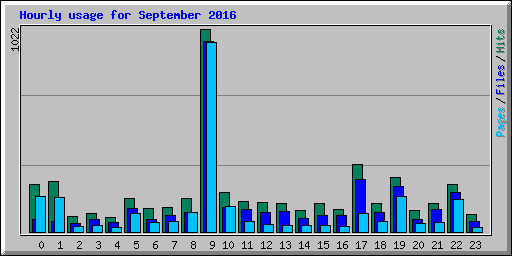 Hourly usage for September 2016
1022
Pages/Files/Hits
0 1 2 3 4 5 6 7 8 9 10 11 12 13 14 15 16 17 18 19 20 21 22 23